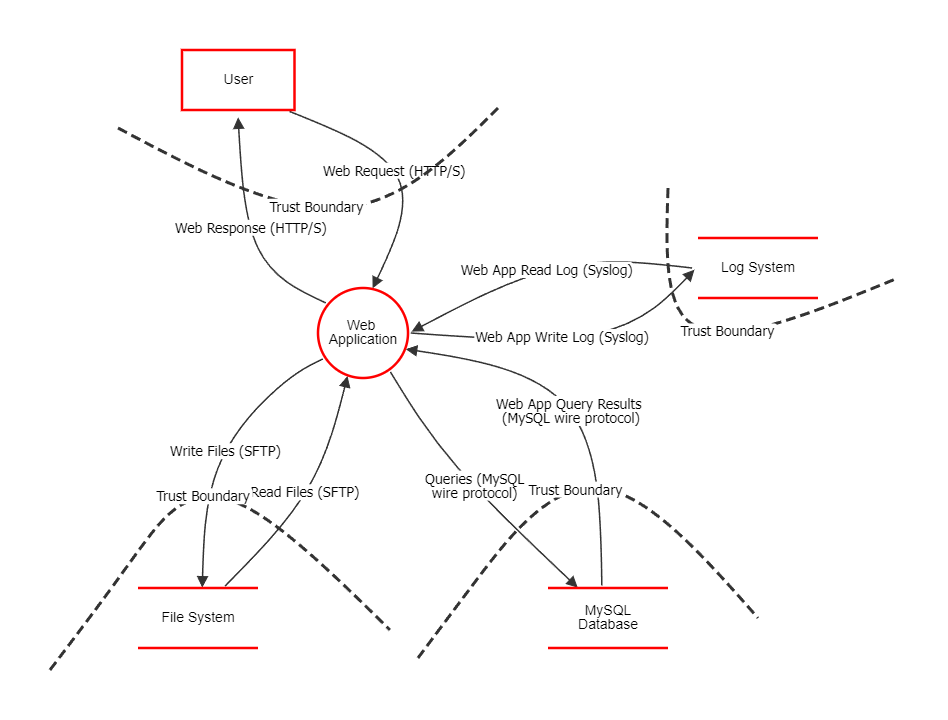 User
Web Request (HTTP/S)
Trust Boundary
Web Response (HTTP/S)
Web App Read Log (Syslog)
Log System
Trust Boundary
Web
Application
Web App Write Log (Syslog)
Web App Query Results
(MySQL wire protocol)
Write Files (SFTP)
Queries (MySQL
wire protocol)
Trust Boundary
Read Files (SFTP)
Trust Boundary
File System
MySQL
Database